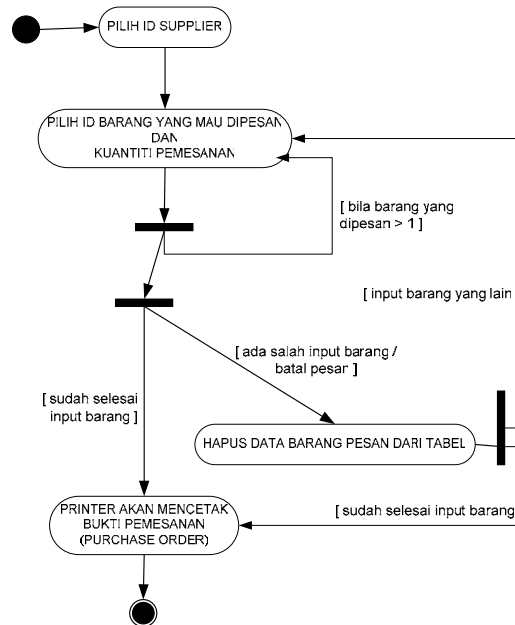 PILIH ID SUPPLIER
PILIH ID BARANG YANG MAU DIPESAN
DAN
KUANTITI PEMESANAN
[ bila barang yang
dipesan > 1 ]
[ input barang yang lain
[ ada salah input barang /
batal pesan ]
[ sudah selesai
input barang ]
HAPUS DATA BARANG PESAN DARI TABEL
PRINTER AKAN MENCETAK
BUKTI PEMESANAN
(PURCHASE ORDER)
[ sudah selesai input barang